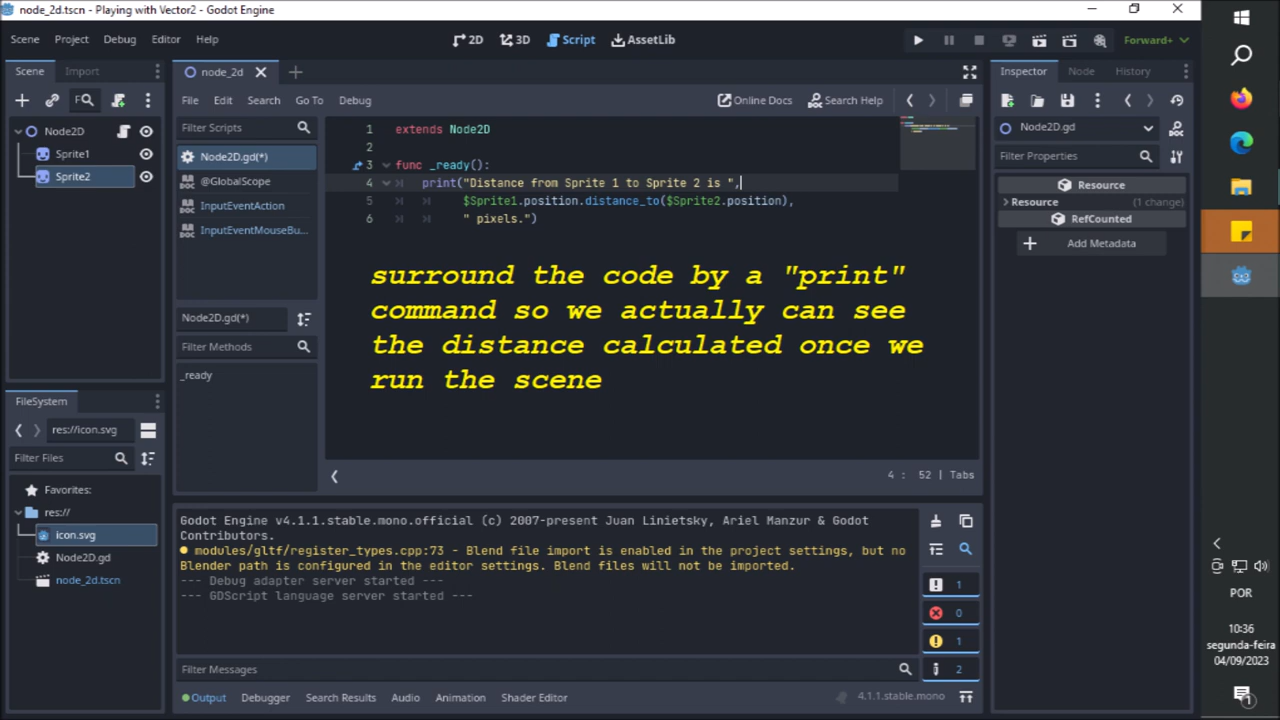 node_2d.tscn - Playing with Vector2 - Godot Engine
Scene Project Debug Editor Help
2D 3D Script AssetLib
Forward+
Scene Import
node_2d
Inspector Node History
File Edit Search Go To Debug
Online Docs Search Help
Node2D
Sprite1
Sprite2
Filter Scripts
Node2D.gd(*)
@GlobalScope
InputEventAction
InputEventMouseBu...
Node2D.gd(*)
Filter Methods
_ready
1 extends Node2D
2
3 func _ready():
4 print("Distance from Sprite 1 to Sprite 2 is ",
5 $Sprite1.position.distance_to($Sprite2.position),
6 " pixels.")
surround the code by a "print"
command so we actually can see
the distance calculated once we
run the scene
4 : 52 | Tabs
Node2D.gd
Filter Properties
Resource
Resource (1 change)
RefCounted
Add Metadata
FileSystem
res://icon.svg
Filter Files
Favorites:
res://
icon.svg
Node2D.gd
node_2d.tscn
Godot Engine v4.1.1.stable.mono.official (c) 2007-present Juan Linietsky, Ariel Manzur & Godot
Contributors.
modules/gltf/register_types.cpp:73 - Blend file import is enabled in the project settings, but no
Blender path is configured in the editor settings. Blend files will not be imported.
--- Debug adapter server started ---
--- GDScript language server started ---
1
0
1
2
Filter Messages
Output Debugger Search Results Audio Animation Shader Editor
4.1.1.stable.mono
POR
10:36
segunda-feira
04/09/2023
1